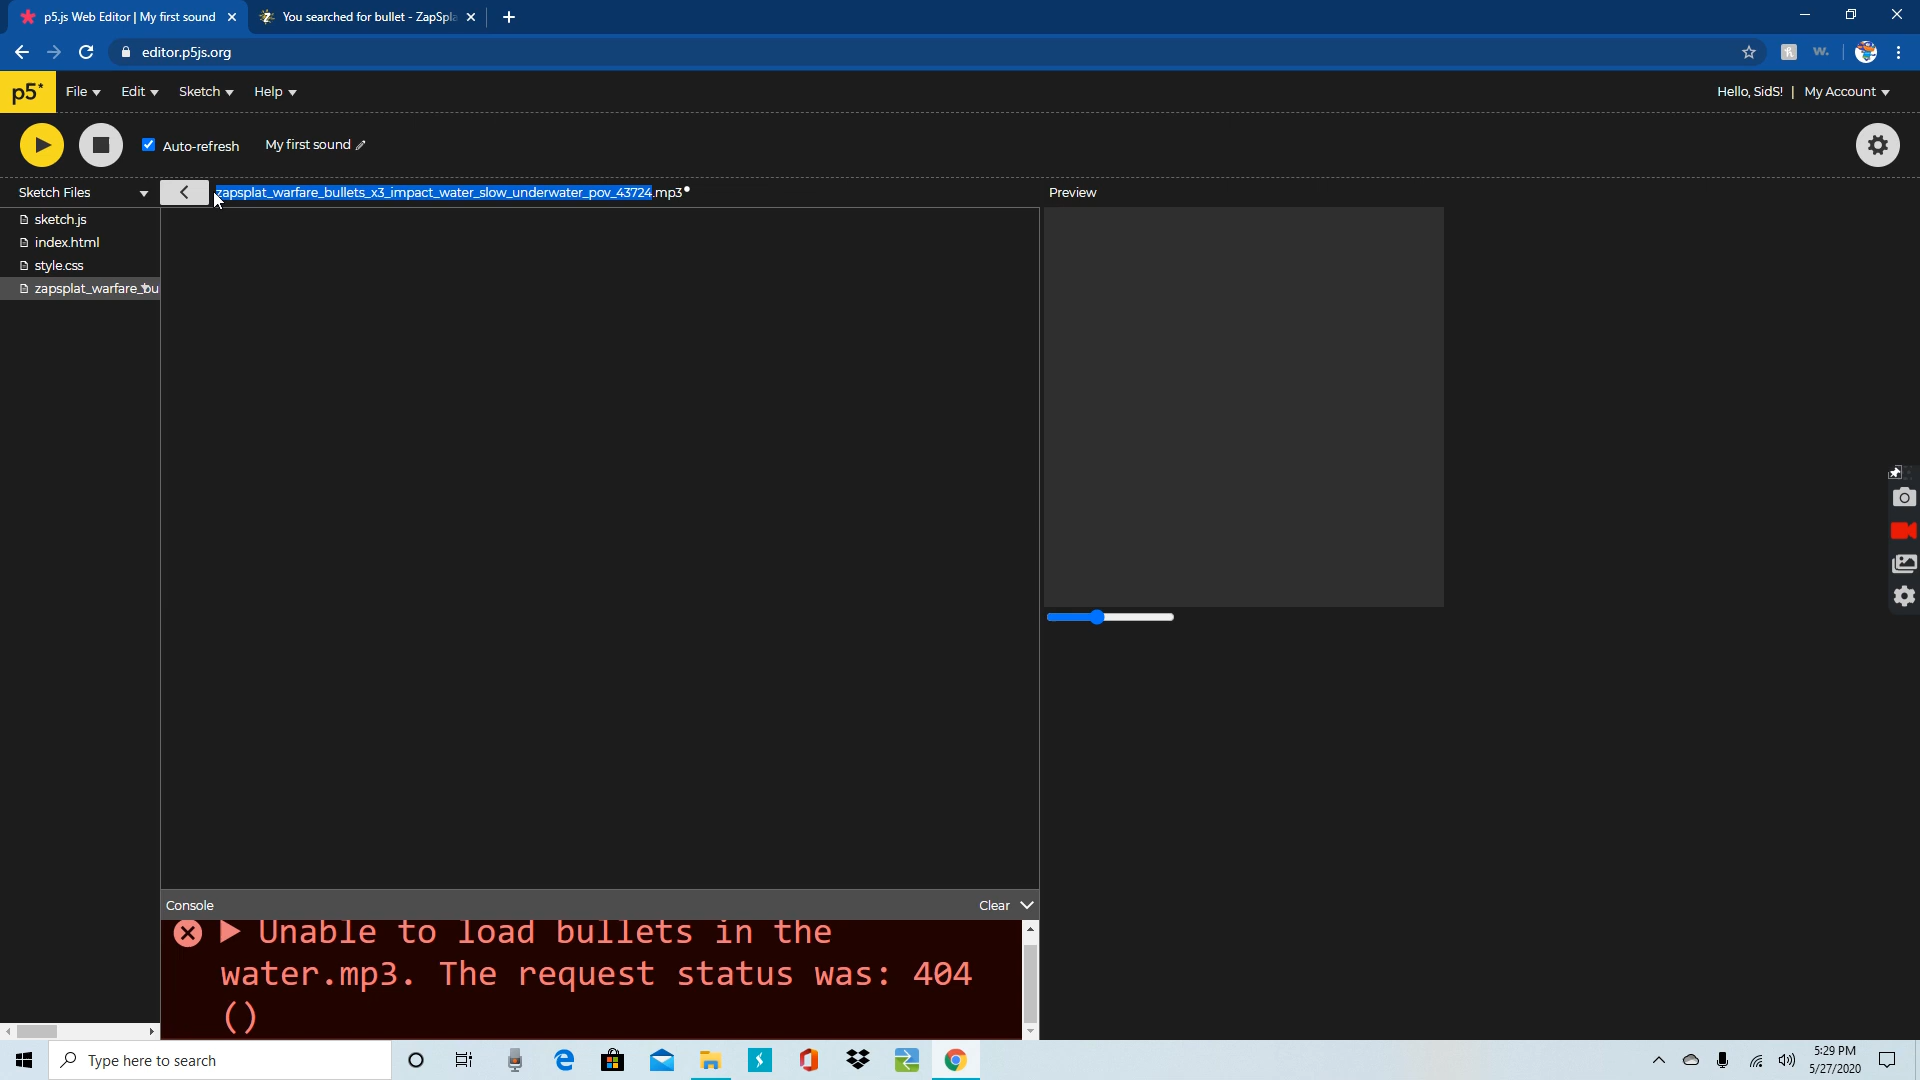 p5.js Web Editor | My first sound
You searched for bullet - ZapSpla
editor.p5js.org
p5* File Edit Sketch Help
Hello, SidS! | My Account
Auto-refresh My first sound
Sketch Files
zapsplat_warfare_bullets_x3_impact_water_slow_underwater_pov_43724.mp3
Preview
sketch.js
index.html
style.css
zapsplat_warfare_bu
Console
Clear
Unable to load bullets in the
water.mp3. The request status was: 404
()
Type here to search
5:29 PM
5/27/2020